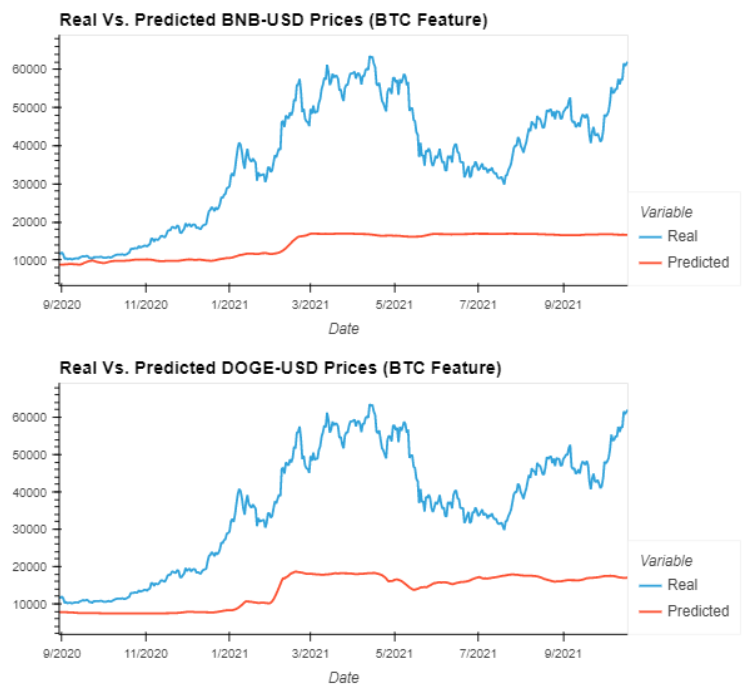 Real Vs. Predicted BNB-USD Prices (BTC Feature)
60000
50000
40000
30000
20000
10000
9/2020 11/2020 1/2021 3/2021 5/2021 7/2021 9/2021
Date
Variable
Real
Predicted
Real Vs. Predicted DOGE-USD Prices (BTC Feature)
60000
50000
40000
30000
20000
10000
9/2020 11/2020 1/2021 3/2021 5/2021 7/2021 9/2021
Date
Variable
Real
Predicted